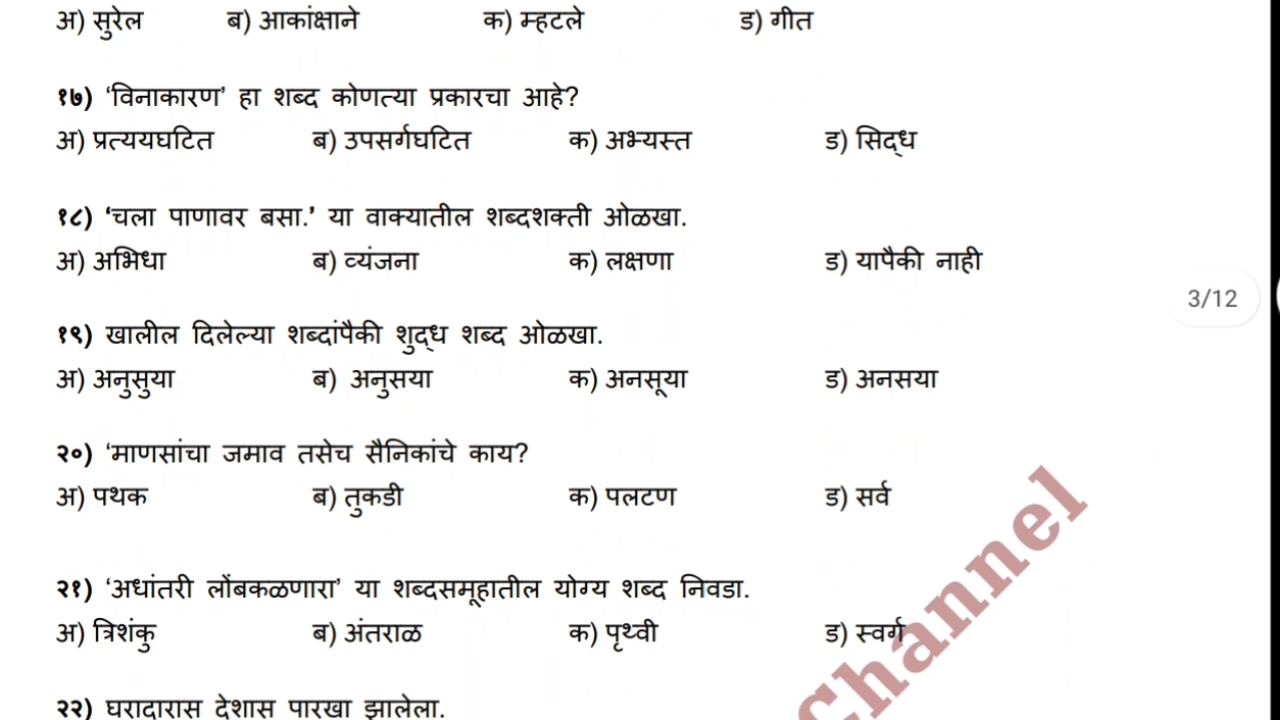 अ) सुरेल ब) आकांक्षाने क) म्हटले ड) गीत
१७) ‘विनाकारण’ हा शब्द कोणत्या प्रकारचा आहे?
अ) प्रत्ययघटित ब) उपसर्गघटित क) अभ्यस्त ड) सिद्ध
१८) ‘चला पाणावर बसा.’ या वाक्यातील शब्दशक्ती ओळखा.
अ) अभिधा ब) व्यंजना क) लक्षणा ड) यापैकी नाही
3/12
१९) खालील दिलेल्या शब्दांपैकी शुद्ध शब्द ओळखा.
अ) अनुसुया ब) अनुसया क) अनसूया ड) अनसया
२०) ‘माणसांचा जमाव तसेच सैनिकांचे काय?
अ) पथक ब) तुकडी क) पलटण ड) सर्व
२१) ‘अधांतरी लोंबकळणारा’ या शब्दसमूहातील योग्य शब्द निवडा.
अ) त्रिशंकु ब) अंतराळ क) पृथ्वी ड) स्वर्ग
Channel
२२) घरादारास देशास पारखा झालेला.